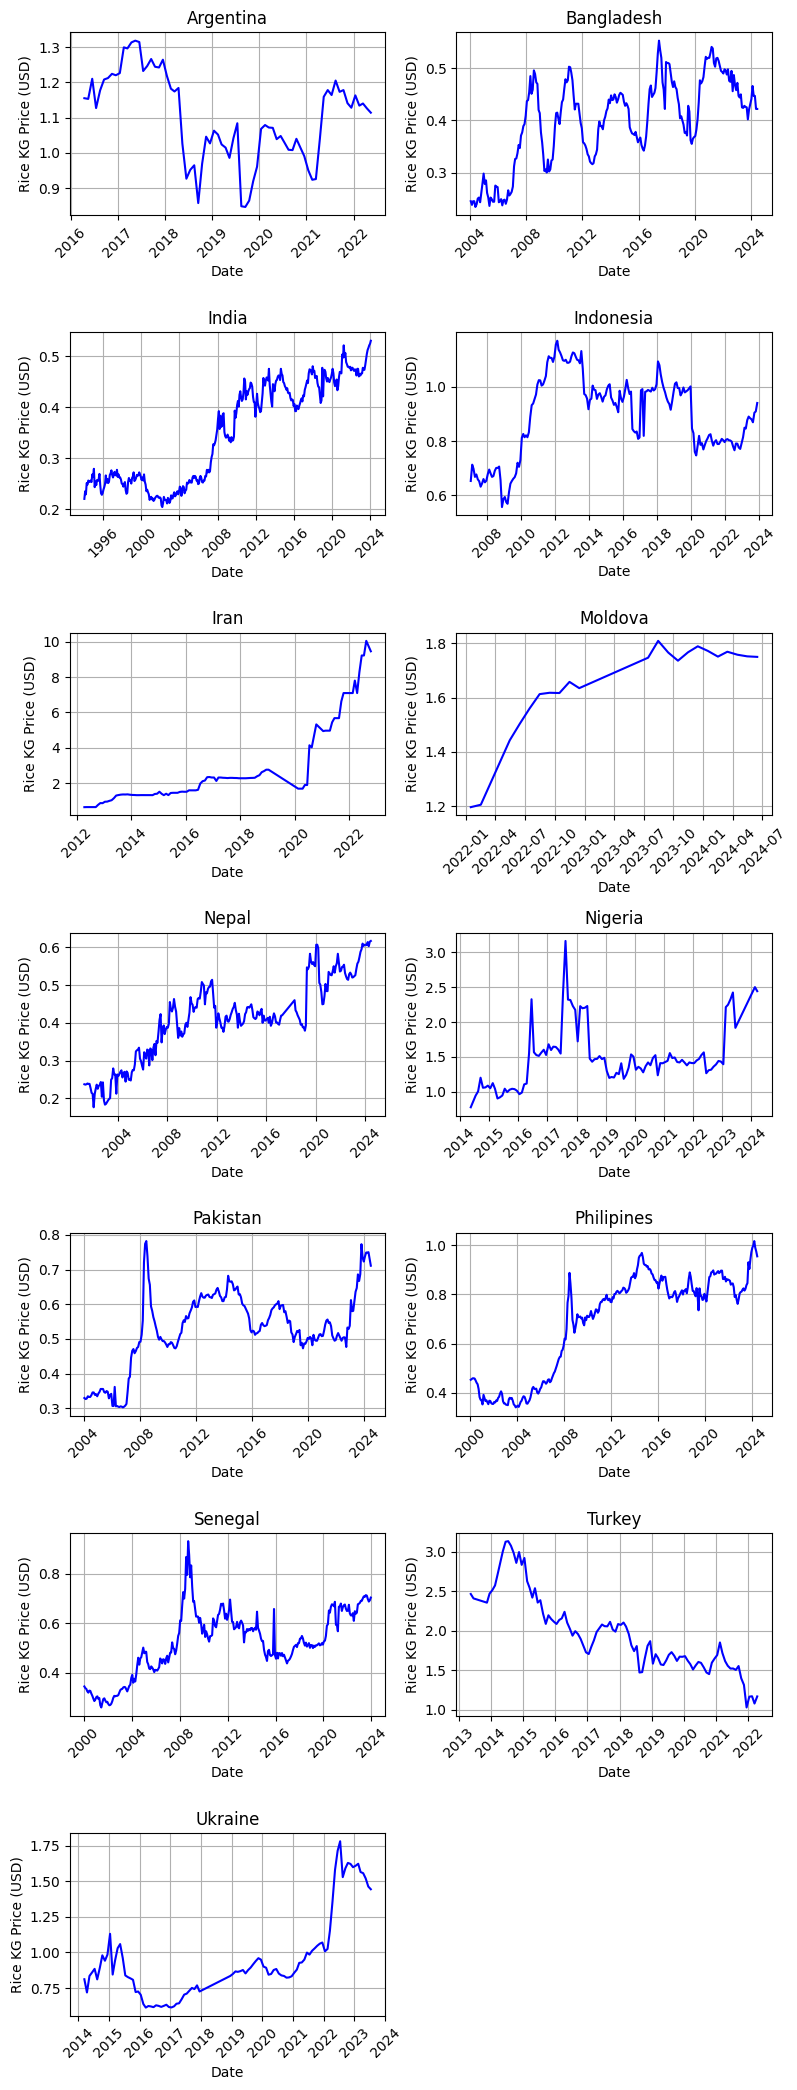 Argentina
Rice KG Price (USD)
1.3
1.2
1.1
1.0
0.9
2016 2017 2018 2019 2020 2021 2022
Date
Bangladesh
Rice KG Price (USD)
0.5
0.4
0.3
2004 2008 2012 2016 2020 2024
Date
India
Rice KG Price (USD)
0.5
0.4
0.3
0.2
1996 2000 2004 2008 2012 2016 2020 2024
Date
Indonesia
Rice KG Price (USD)
1.0
0.8
0.6
2008 2010 2012 2014 2016 2018 2020 2022 2024
Date
Iran
Rice KG Price (USD)
10
8
6
4
2
2012 2014 2016 2018 2020 2022
Date
Moldova
Rice KG Price (USD)
1.8
1.6
1.4
1.2
2022-01 2022-04 2022-07 2022-10 2023-01 2023-04 2023-07 2023-10 2024-01 2024-04 2024-07
Date
Nepal
Rice KG Price (USD)
0.6
0.5
0.4
0.3
0.2
2004 2008 2012 2016 2020 2024
Date
Nigeria
Rice KG Price (USD)
3.0
2.5
2.0
1.5
1.0
2014 2015 2016 2017 2018 2019 2020 2021 2022 2023 2024
Date
Pakistan
Rice KG Price (USD)
0.8
0.7
0.6
0.5
0.4
0.3
2004 2008 2012 2016 2020 2024
Date
Philipines
Rice KG Price (USD)
1.0
0.8
0.6
0.4
2000 2004 2008 2012 2016 2020 2024
Date
Senegal
Rice KG Price (USD)
0.8
0.6
0.4
2000 2004 2008 2012 2016 2020 2024
Date
Turkey
Rice KG Price (USD)
3.0
2.5
2.0
1.5
1.0
2013 2014 2015 2016 2017 2018 2019 2020 2021 2022
Date
Ukraine
Rice KG Price (USD)
1.75
1.50
1.25
1.00
0.75
2014 2015 2016 2017 2018 2019 2020 2021 2022 2023 2024
Date